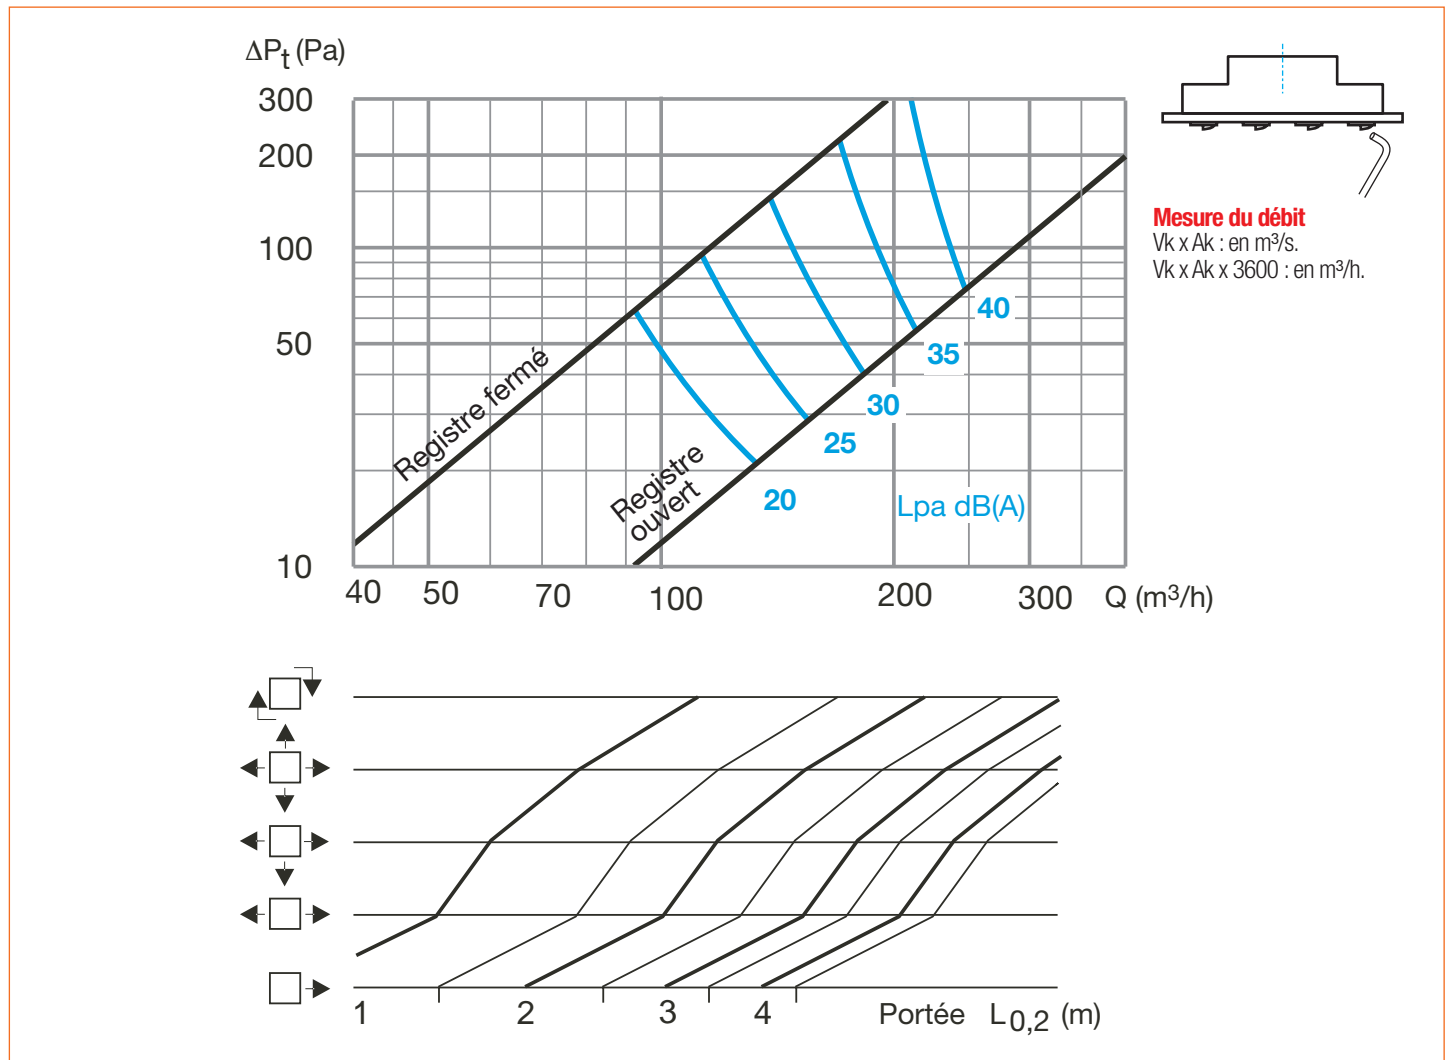 ΔPt (Pa)
300
200
100
50
10
Registre fermé
Registre
ouvert
20
25
30
35
40
Lpa dB(A)
40 50 70 100 200 300 Q (m³/h)
Mesure du débit
Vk x Ak : en m³/s.
Vk x Ak x 3600 : en m³/h.
1 2 3 4 Portée L0,2 (m)